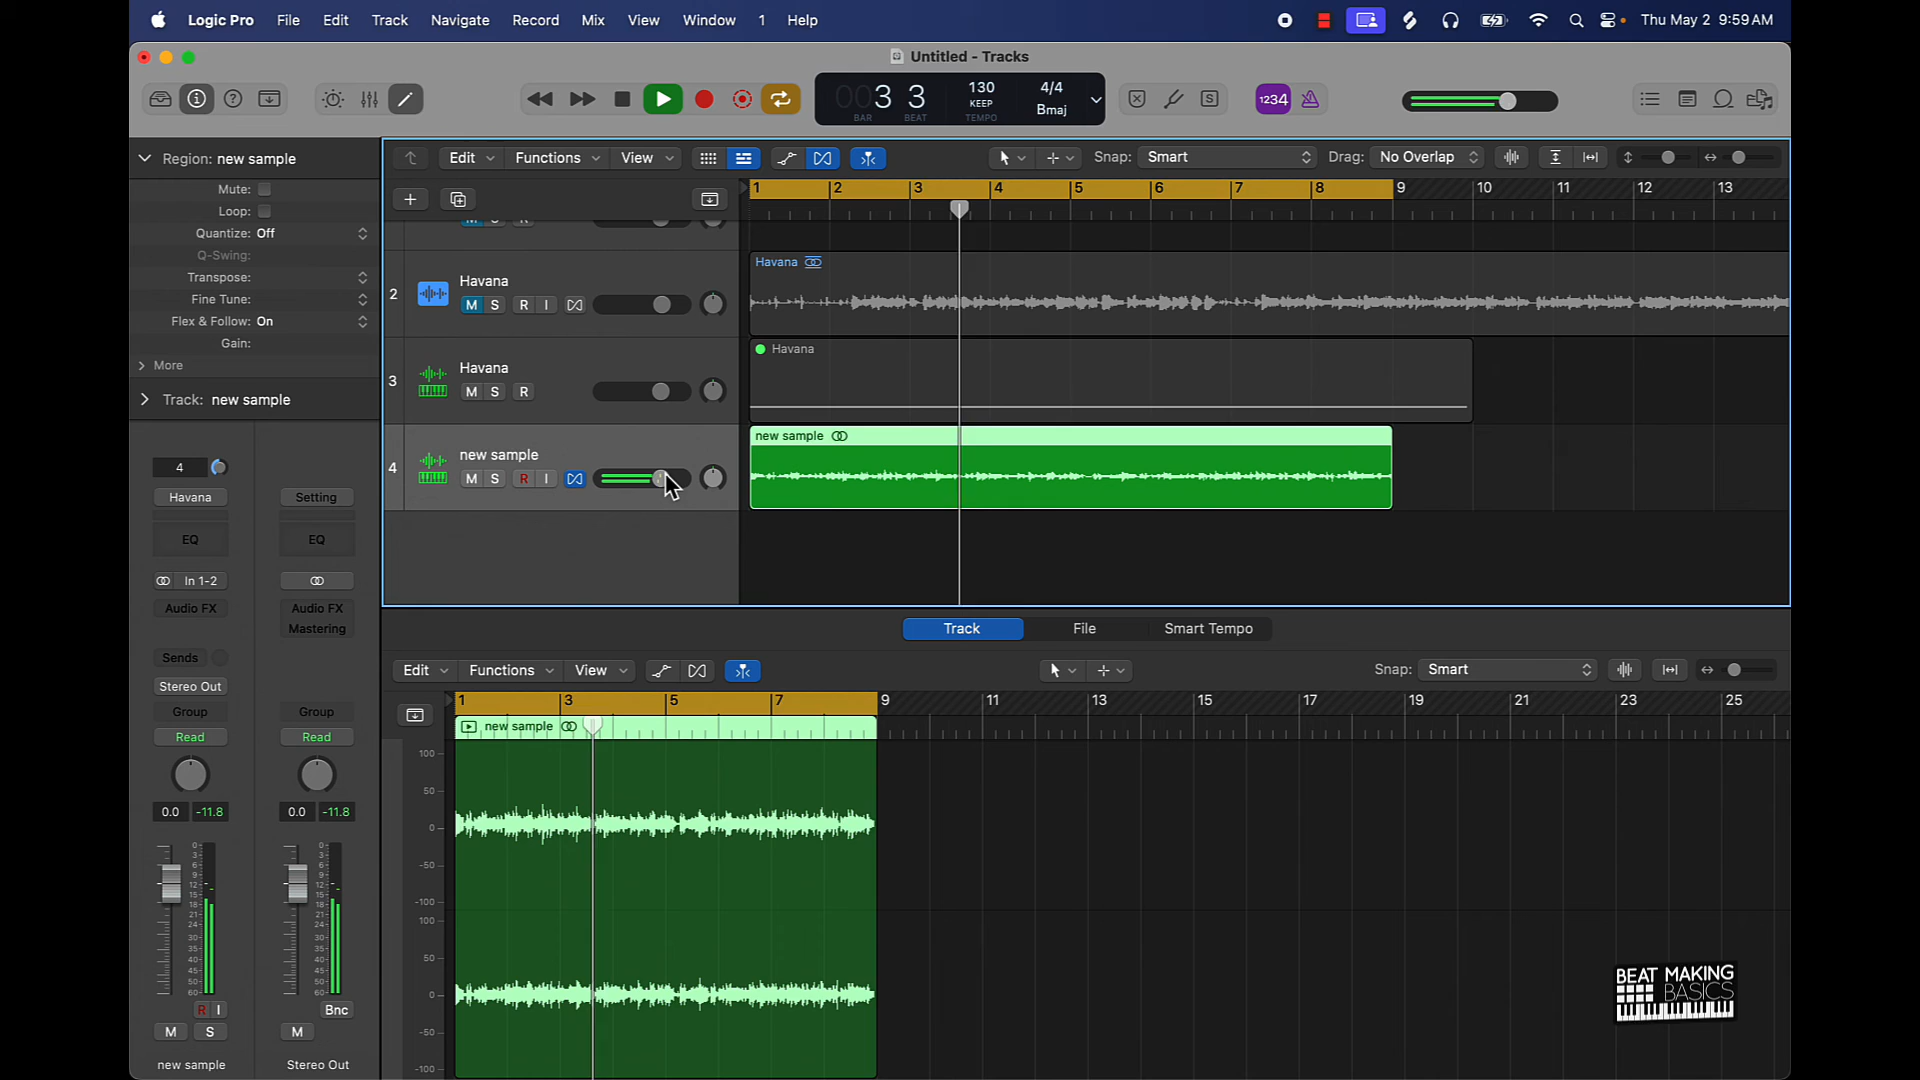 Logic Pro File Edit Track Navigate Record Mix View Window 1 Help Thu May 2 9:59 AM
Untitled - Tracks
003 3 130 4/4
KEEP Bmaj
BAR BEAT TEMPO
1234
Region: new sample
Mute:
Loop:
Quantize: Off
Q-Swing:
Transpose:
Fine Tune:
Flex & Follow: On
Gain:
More
Track: new sample
Edit Functions View Snap: Smart Drag: No Overlap
1 2 3 4 5 6 7 8 9 10 11 12 13
M S R
2 Havana
M S R I
Havana
3 Havana
M S R
Havana
4 new sample
M S R I
new sample
4
Havana Setting
EQ EQ
In 1-2
Audio FX Audio FX
Mastering
Sends
Stereo Out
Group Group
Read Read
0.0 -11.8 0.0 -11.8
R I Bnc
M S M
new sample Stereo Out
Track File Smart Tempo
Edit Functions View Snap: Smart
1 3 5 7 9 11 13 15 17 19 21 23 25
new sample
100
50
0
-50
-100
100
50
0
-50
-100
BEAT MAKING
BASICS